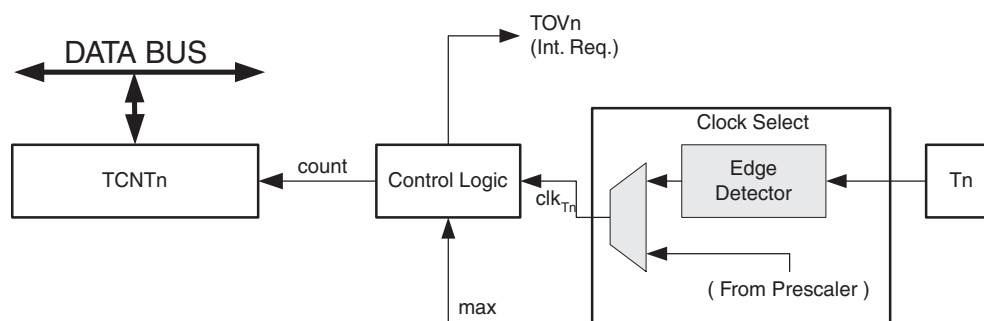 TOVn
(Int. Req.)
DATA BUS
Clock Select
TCNTn
count
Control Logic
clkTn
Edge
Detector
Tn
( From Prescaler )
max